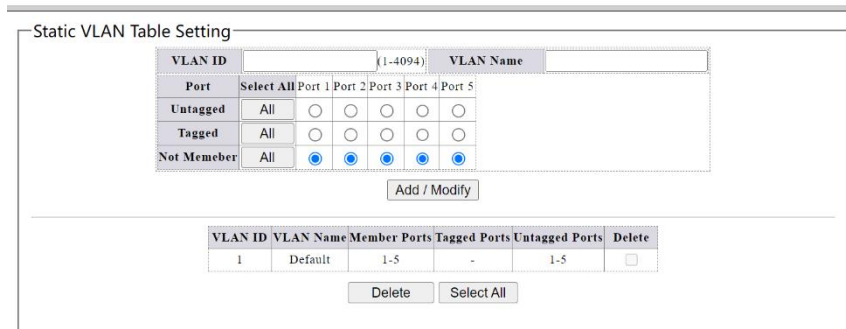 Static VLAN Table Setting
VLAN ID (1-4094) VLAN Name
Port Select All Port 1 Port 2 Port 3 Port 4 Port 5
Untagged All
Tagged All
Not Memeber All
Add / Modify
VLAN ID VLAN Name Member Ports Tagged Ports Untagged Ports Delete
1 Default 1-5 - 1-5
Delete Select All